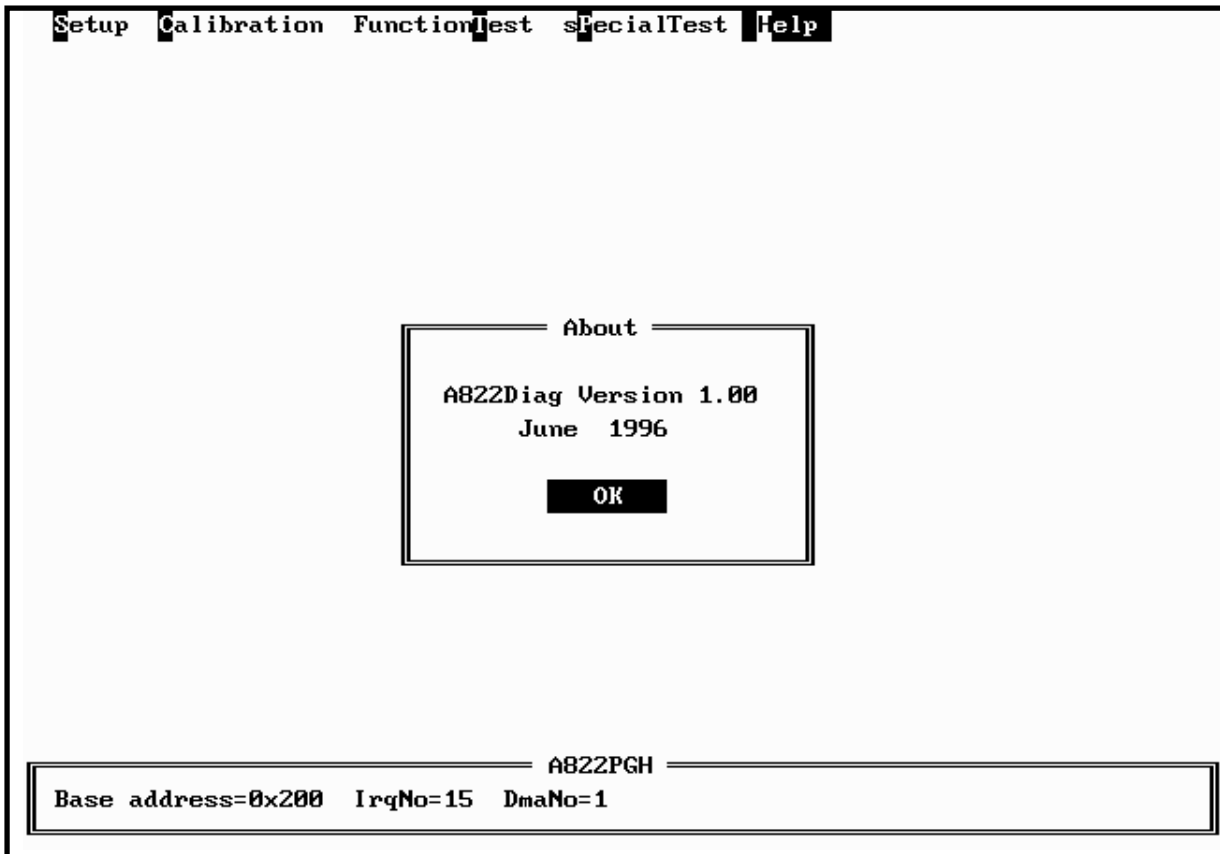 Setup Calibration FunctionTest sPecialTest Help
About
A822Diag Version 1.00
June 1996
OK
A822PGH
Base address=0x200 IrqNo=15 DmaNo=1